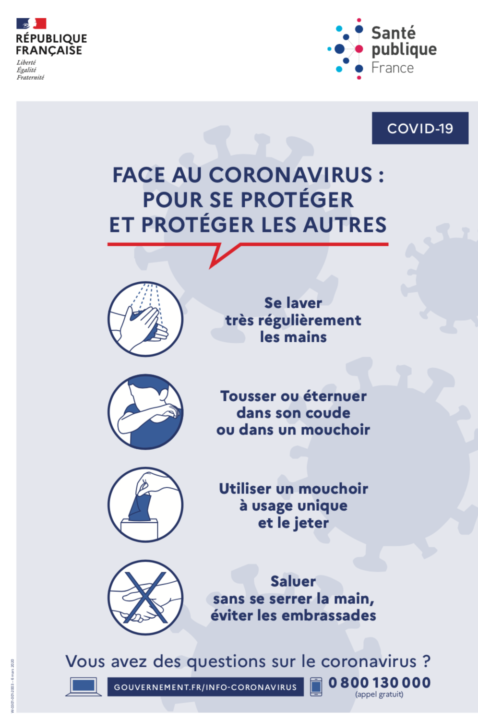 RÉPUBLIQUE
FRANÇAISE
Liberté
Égalité
Fraternité
Santé
publique
France
COVID-19
FACE AU CORONAVIRUS :
POUR SE PROTÉGER
ET PROTÉGER LES AUTRES
Se laver
très régulièrement
les mains
Tousser ou éternuer
dans son coude
ou dans un mouchoir
Utiliser un mouchoir
à usage unique
et le jeter
Saluer
sans se serrer la main,
éviter les embrassades
Vous avez des questions sur le coronavirus ?
GOUVERNEMENT.FR/INFO-CORONAVIRUS
0 800 130 000
(appel gratuit)